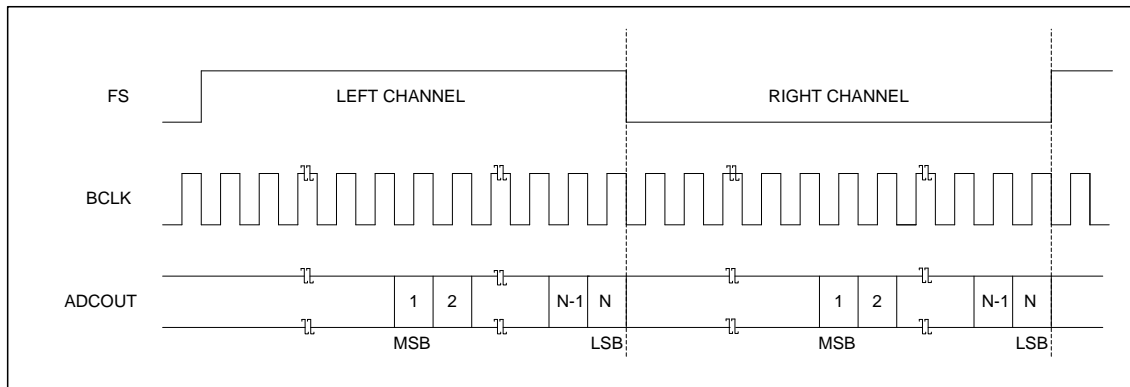 FS
LEFT CHANNEL
RIGHT CHANNEL
BCLK
ADCOUT
1 2 N-1 N 1 2 N-1 N
MSB LSB MSB LSB